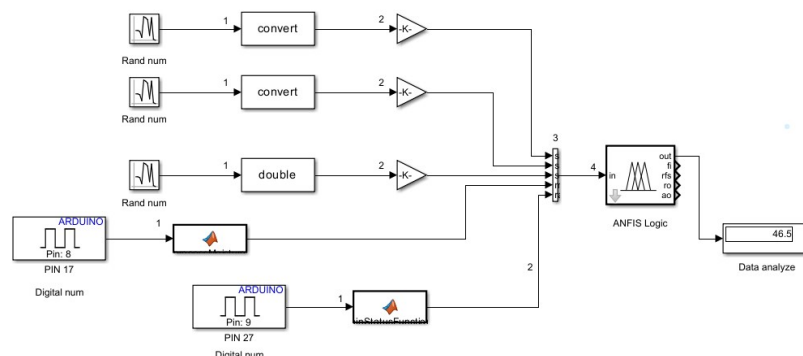 1
convert
2
-K-
Rand num
1
convert
2
-K-
Rand num
1
double
2
-K-
Rand num
3
s
s
s
n
n
4
in
out
fi
rfs
ro
ao
ANFIS Logic
46.5
Data analyze
ARDUINO
Pin: 8
PIN 17
Digital num
1
2
ARDUINO
Pin: 9
PIN 27
Digital num
1